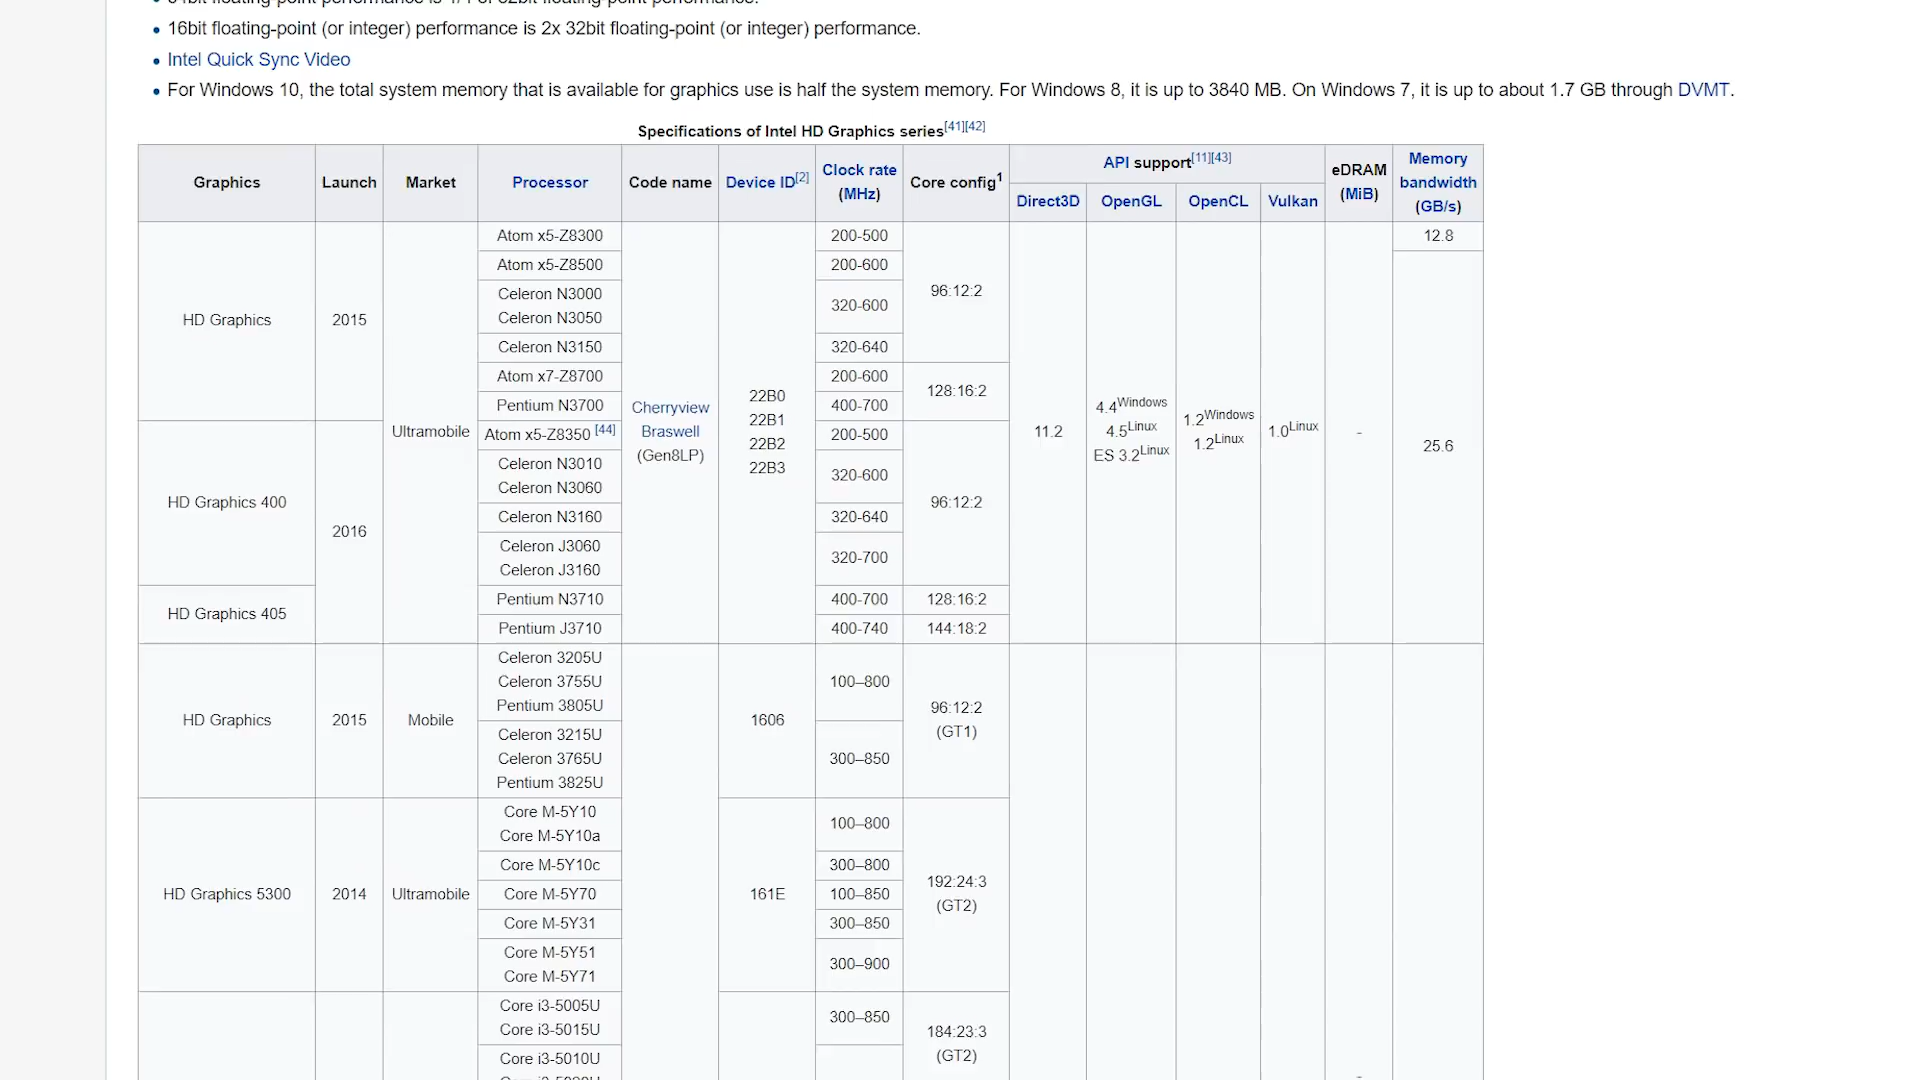 16bit floating-point (or integer) performance is 2x 32bit floating-point (or integer) performance.
Intel Quick Sync Video
For Windows 10, the total system memory that is available for graphics use is half the system memory. For Windows 8, it is up to 3840 MB. On Windows 7, it is up to about 1.7 GB through DVMT.
Specifications of Intel HD Graphics series[41][42]
Graphics
Launch
Market
Processor
Code name
Device ID[2]
Clock rate
(MHz)
Core config1
API support[11][43]
Direct3D
OpenGL
OpenCL
Vulkan
eDRAM
(MiB)
Memory
bandwidth
(GB/s)
HD Graphics
2015
Ultramobile
Atom x5-Z8300
Cherryview
Braswell
(Gen8LP)
22B0
22B1
22B2
22B3
200-500
96:12:2
11.2
4.4Windows
4.5Linux
ES 3.2Linux
1.2Windows
1.2Linux
1.0Linux
-
12.8
Atom x5-Z8500
200-600
25.6
Celeron N3000
Celeron N3050
320-600
Celeron N3150
320-640
Atom x7-Z8700
200-600
128:16:2
Pentium N3700
400-700
HD Graphics 400
2016
Atom x5-Z8350 [44]
200-500
96:12:2
Celeron N3010
Celeron N3060
320-600
Celeron N3160
320-640
Celeron J3060
Celeron J3160
320-700
HD Graphics 405
Pentium N3710
400-700
128:16:2
Pentium J3710
400-740
144:18:2
HD Graphics
2015
Mobile
Celeron 3205U
Celeron 3755U
Pentium 3805U
1606
100–800
96:12:2
(GT1)
Celeron 3215U
Celeron 3765U
Pentium 3825U
300–850
HD Graphics 5300
2014
Ultramobile
Core M-5Y10
Core M-5Y10a
161E
100–800
192:24:3
(GT2)
Core M-5Y10c
300–800
Core M-5Y70
100–850
Core M-5Y31
300–850
Core M-5Y51
Core M-5Y71
300–900
Core i3-5005U
Core i3-5015U
300–850
184:23:3
(GT2)
Core i3-5010U